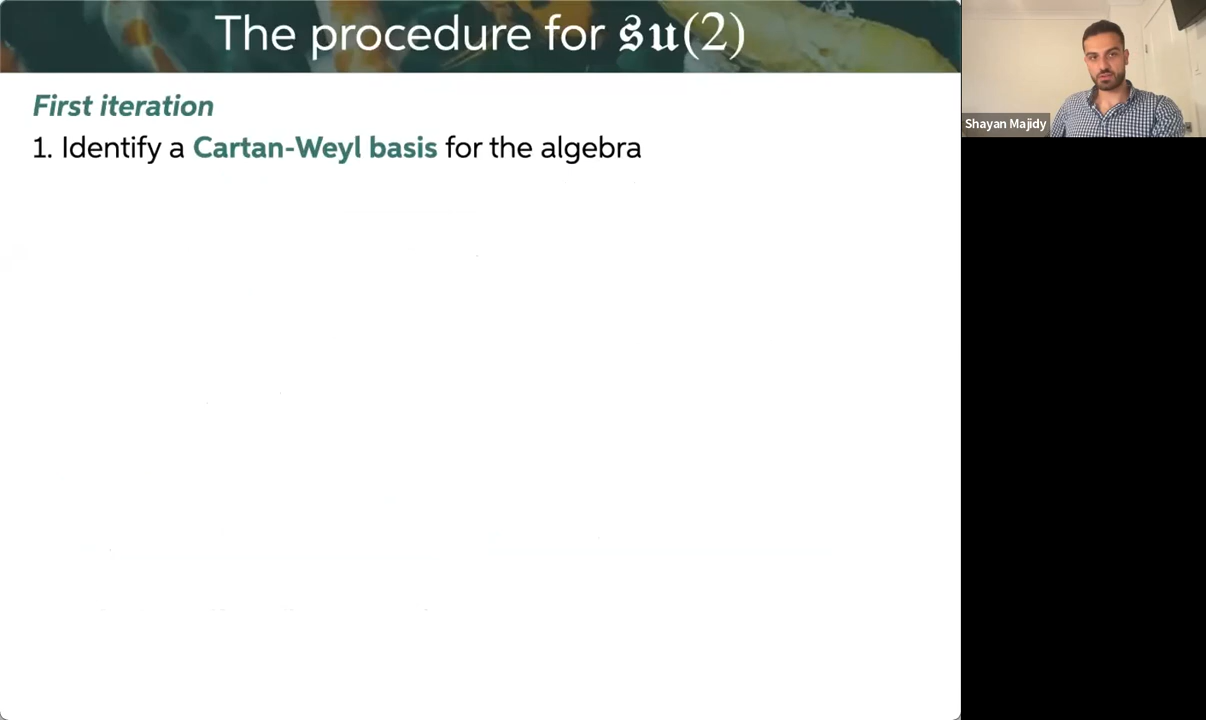 The procedure for 𝔰𝔲(2)
First iteration
1. Identify a Cartan-Weyl basis for the algebra
Shayan Majidy